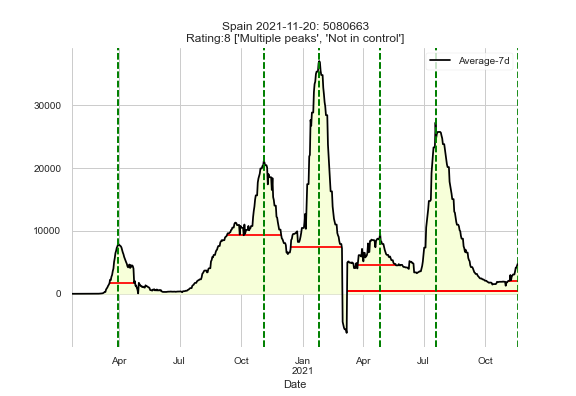 Spain 2021-11-20: 5080663
Rating:8 ['Multiple peaks', 'Not in control']
Average-7d
30000
20000
10000
0
Apr Jul Oct Jan Apr Jul Oct
2021
Date